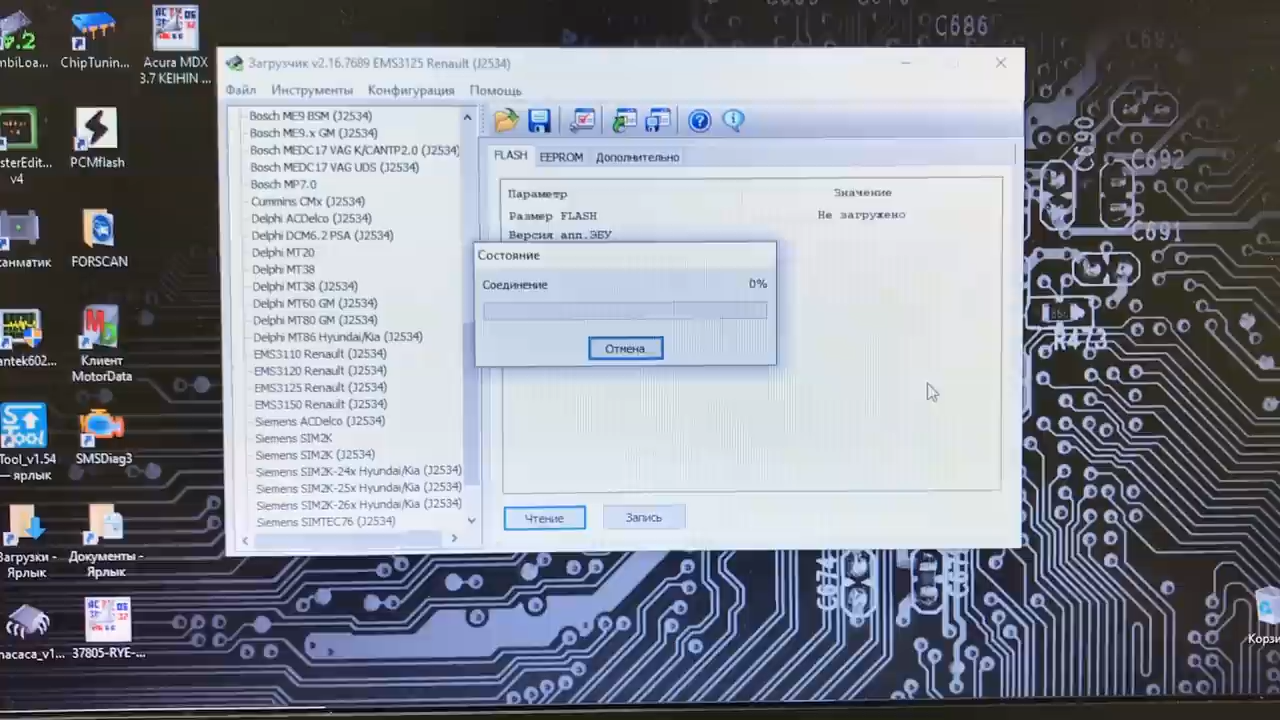 ChipTuning...
Acura MDX
3.7 KEIHIN ...
PCMflash
v4
FORSCAN
Клиент
MotorData
Tool_v1.54
— ярлык
SMSDiag3
Загрузки -
Ярлык
Документы -
Ярлык
37805-RYE-...
Загрузчик v2.16.7689 EMS3125 Renault (J2534)
Файл Инструменты Конфигурация Помощь
Bosch ME9 BSM (J2534)
Bosch ME9.x GM (J2534)
Bosch MEDC17 VAG K/CANTP2.0 (J2534)
Bosch MEDC17 VAG UDS (J2534)
Bosch MP7.0
Cummins CMx (J2534)
Delphi ACDelco (J2534)
Delphi DCM6.2 PSA (J2534)
Delphi MT20
Delphi MT38
Delphi MT38 (J2534)
Delphi MT60 GM (J2534)
Delphi MT80 GM (J2534)
Delphi MT86 Hyundai/Kia (J2534)
EMS3110 Renault (J2534)
EMS3120 Renault (J2534)
EMS3125 Renault (J2534)
EMS3150 Renault (J2534)
Siemens ACDelco (J2534)
Siemens SIM2K
Siemens SIM2K (J2534)
Siemens SIM2K-24x Hyundai/Kia (J2534)
Siemens SIM2K-25x Hyundai/Kia (J2534)
Siemens SIM2K-26x Hyundai/Kia (J2534)
Siemens SIMTEC76 (J2534)
FLASH EEPROM Дополнительно
Параметр Значение
Размер FLASH Не загружено
Версия апп.ЭБУ
Состояние
Соединение 0%
Отмена
Чтение Запись
C686
C690
C692
C691
R473